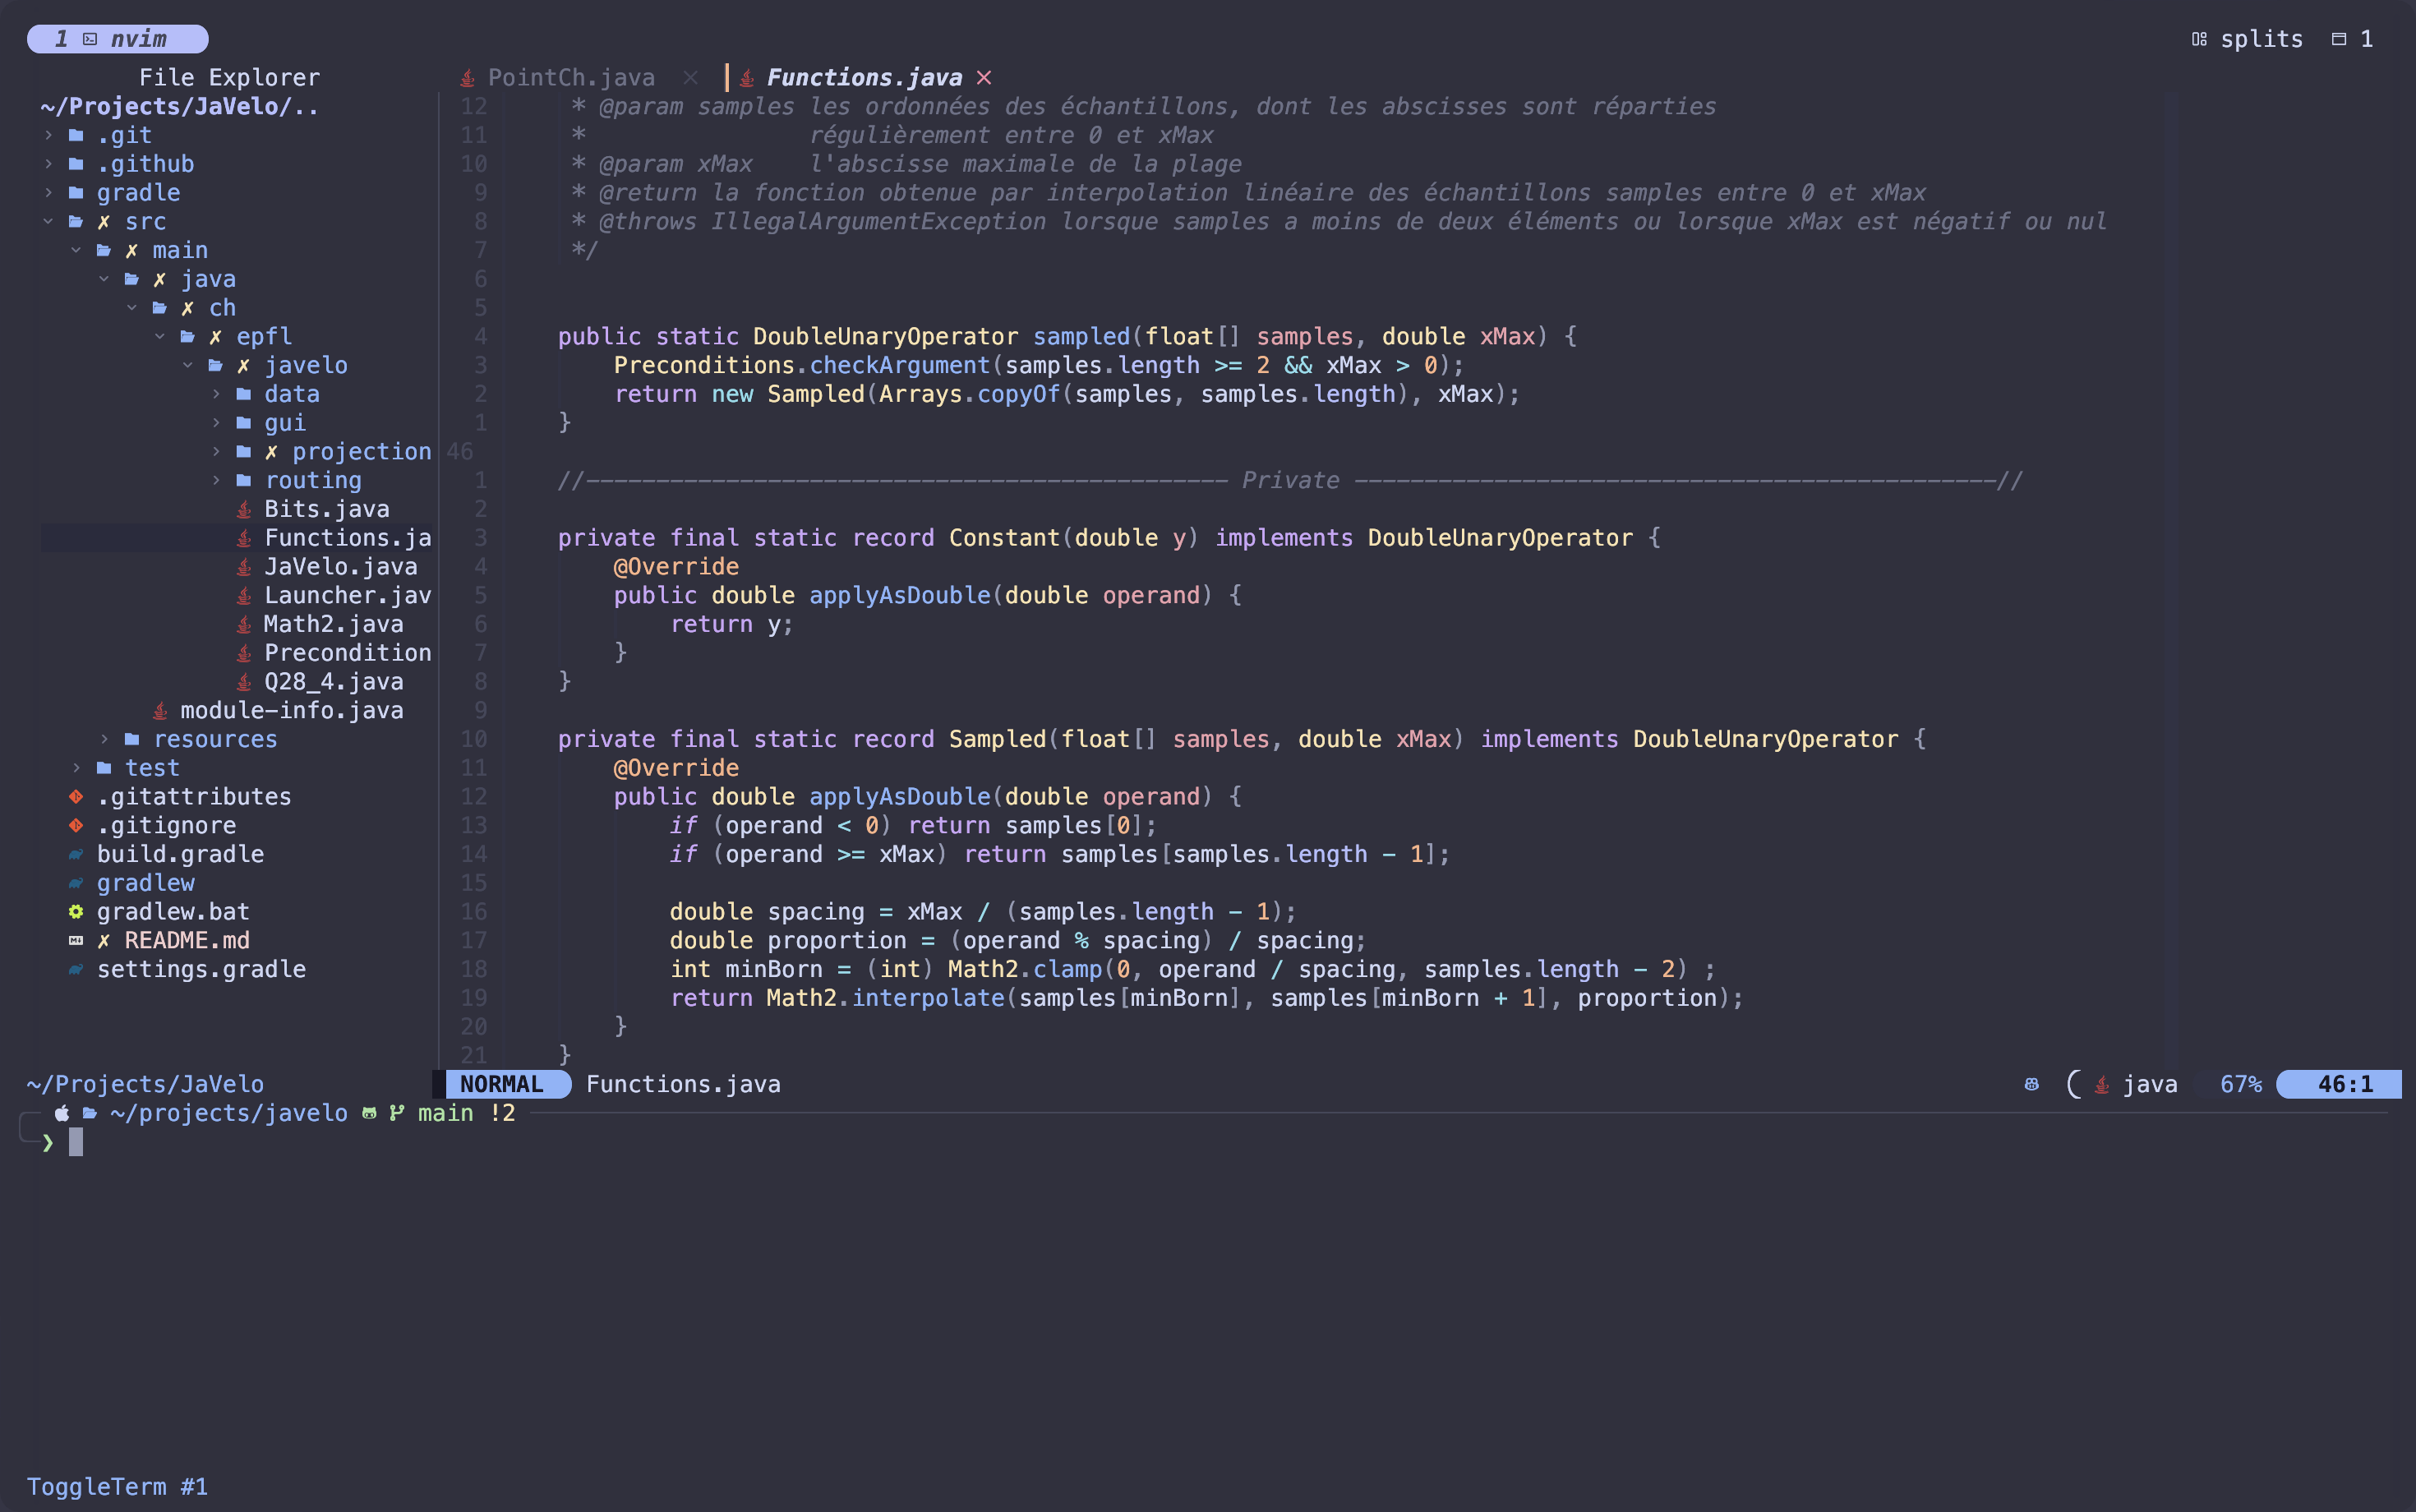 1 nvim
splits 1
File Explorer
~/Projects/JaVelo/..
.git
.github
gradle
src
main
java
ch
epfl
javelo
data
gui
projection
routing
Bits.java
Functions.ja
JaVelo.java
Launcher.jav
Math2.java
Precondition
Q28_4.java
module-info.java
resources
test
.gitattributes
.gitignore
build.gradle
gradlew
gradlew.bat
README.md
settings.gradle
~/Projects/JaVelo
PointCh.java × Functions.java ×
12 * @param samples les ordonnées des échantillons, dont les abscisses sont réparties
11 * régulièrement entre 0 et xMax
10 * @param xMax l'abscisse maximale de la plage
9 * @return la fonction obtenue par interpolation linéaire des échantillons samples entre 0 et xMax
8 * @throws IllegalArgumentException lorsque samples a moins de deux éléments ou lorsque xMax est négatif ou nul
7 */
6
5
4 public static DoubleUnaryOperator sampled(float[] samples, double xMax) {
3 Preconditions.checkArgument(samples.length >= 2 && xMax > 0);
2 return new Sampled(Arrays.copyOf(samples, samples.length), xMax);
1 }
46
1 //---------------------------------------------- Private ----------------------------------------------//
2
3 private final static record Constant(double y) implements DoubleUnaryOperator {
4 @Override
5 public double applyAsDouble(double operand) {
6 return y;
7 }
8 }
9
10 private final static record Sampled(float[] samples, double xMax) implements DoubleUnaryOperator {
11 @Override
12 public double applyAsDouble(double operand) {
13 if (operand < 0) return samples[0];
14 if (operand >= xMax) return samples[samples.length - 1];
15
16 double spacing = xMax / (samples.length - 1);
17 double proportion = (operand % spacing) / spacing;
18 int minBorn = (int) Math2.clamp(0, operand / spacing, samples.length - 2) ;
19 return Math2.interpolate(samples[minBorn], samples[minBorn + 1], proportion);
20 }
21 }
NORMAL Functions.java java 67% 46:1
~/projects/javelo main !2
❯
ToggleTerm #1